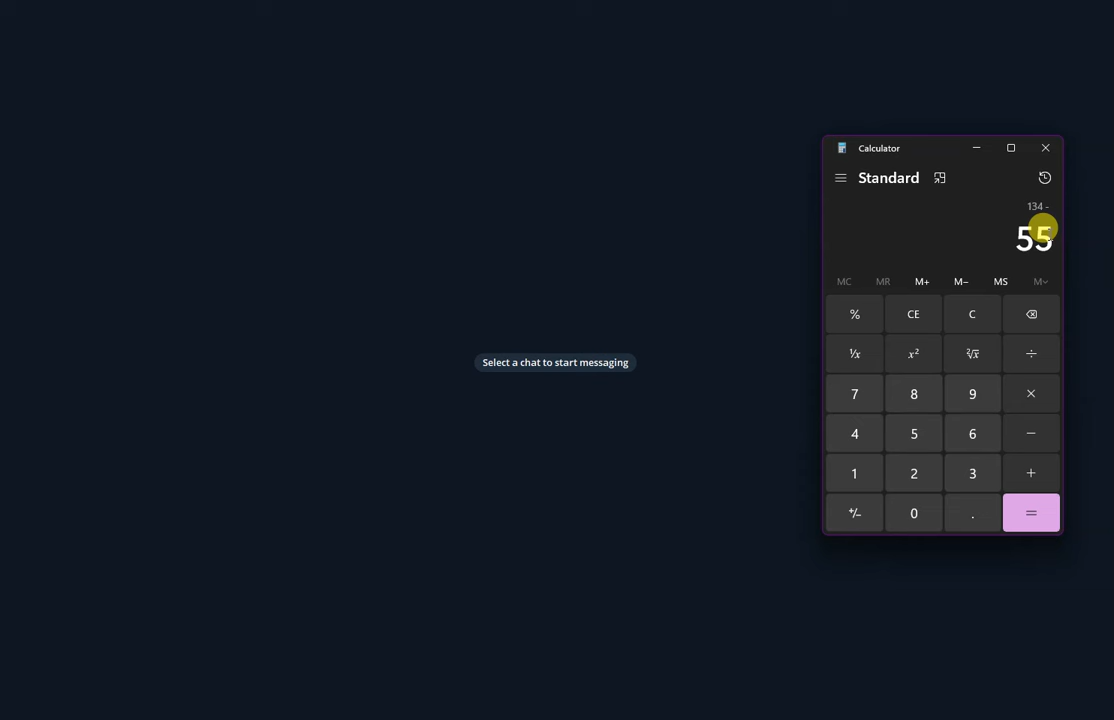 Calculator
Standard
134 -
55
MC MR M+ M− MS M˅
% CE C ⌫
¹/x x² ²√x ÷
7 8 9 ×
4 5 6 −
1 2 3 +
+/− 0 . =
Select a chat to start messaging